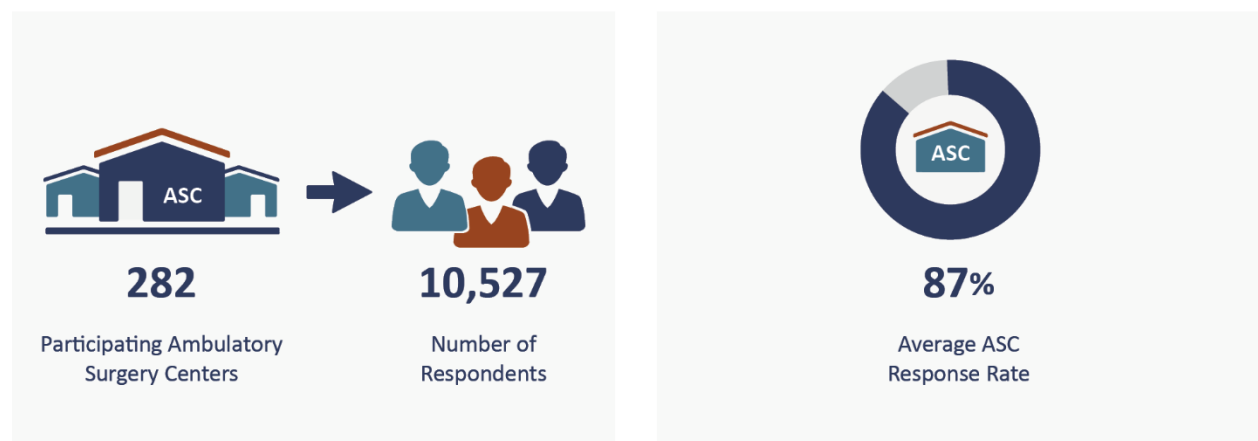 ASC
282
Participating Ambulatory
Surgery Centers
10,527
Number of
Respondents
ASC
87%
Average ASC
Response Rate